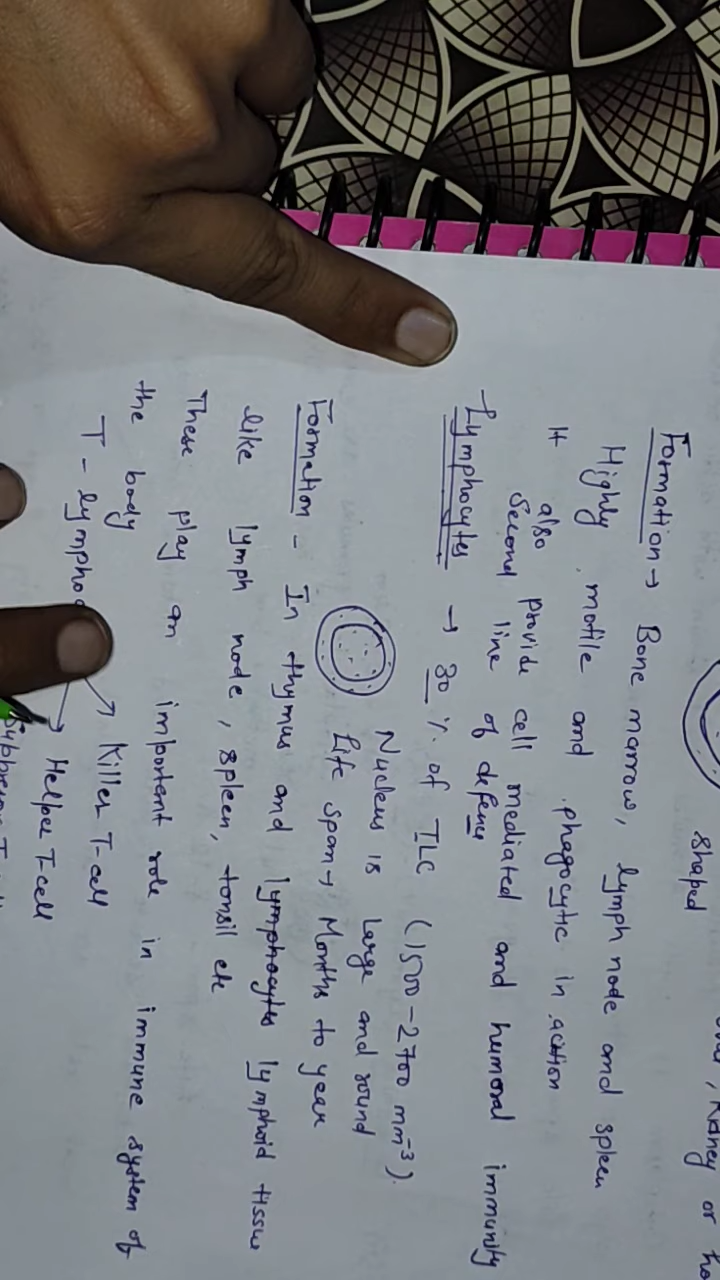 , Kidney or
shaped
Formation → Bone marrow, lymph node and spleen
Highly motile and phagocytic in action
It also provide cell mediated and humoral immunity
Second line of defence
Lymphocytes → 30 % of TLC (1500-2700 mm⁻³).
Nucleus is large and round
Life span → Months to year
Formation - In thymus and lymphocytes lymphoid tissue
like lymph node, spleen, tonsil etc
These play an important role in immune system of
the body
T-lympho
Killer T-cell
Helper T-cell